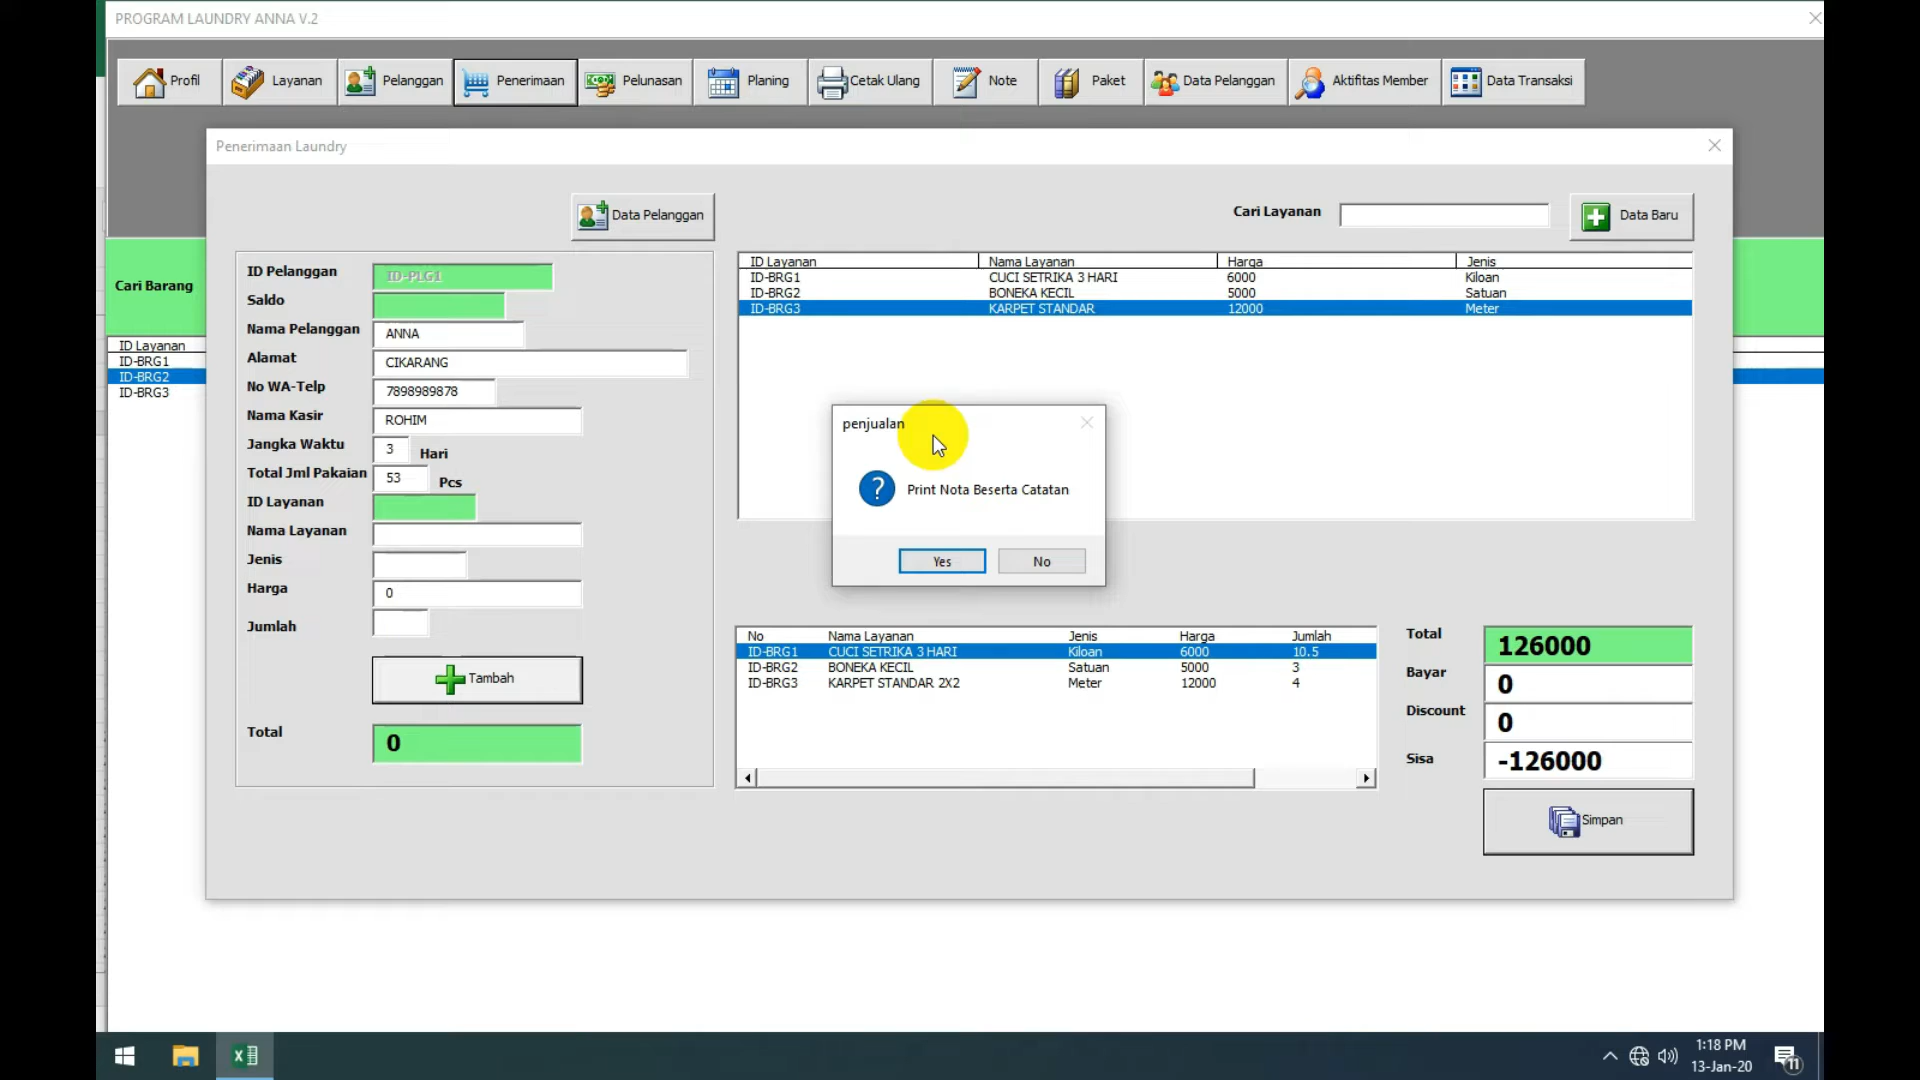 PROGRAM LAUNDRY ANNA V.2
Profil Layanan Pelanggan Penerimaan Pelunasan Planing Cetak Ulang Note Paket Data Pelanggan Aktifitas Member Data Transaksi
Penerimaan Laundry
Data Pelanggan
Cari Layanan
Data Baru
Cari Barang
ID Layanan
ID-BRG1
ID-BRG2
ID-BRG3
ID Pelanggan ID-PLG1
Saldo
Nama Pelanggan ANNA
Alamat CIKARANG
No WA-Telp 7898989878
Nama Kasir ROHIM
Jangka Waktu 3 Hari
Total Jml Pakaian 53 Pcs
ID Layanan
Nama Layanan
Jenis
Harga 0
Jumlah
Tambah
Total 0
ID Layanan Nama Layanan Harga Jenis
ID-BRG1 CUCI SETRIKA 3 HARI 6000 Kiloan
ID-BRG2 BONEKA KECIL 5000 Satuan
ID-BRG3 KARPET STANDAR 12000 Meter
penjualan
? Print Nota Beserta Catatan
Yes No
No Nama Layanan Jenis Harga Jumlah
ID-BRG1 CUCI SETRIKA 3 HARI Kiloan 6000 10.5
ID-BRG2 BONEKA KECIL Satuan 5000 3
ID-BRG3 KARPET STANDAR 2X2 Meter 12000 4
Total 126000
Bayar 0
Discount 0
Sisa -126000
Simpan
1:18 PM
13-Jan-20
11